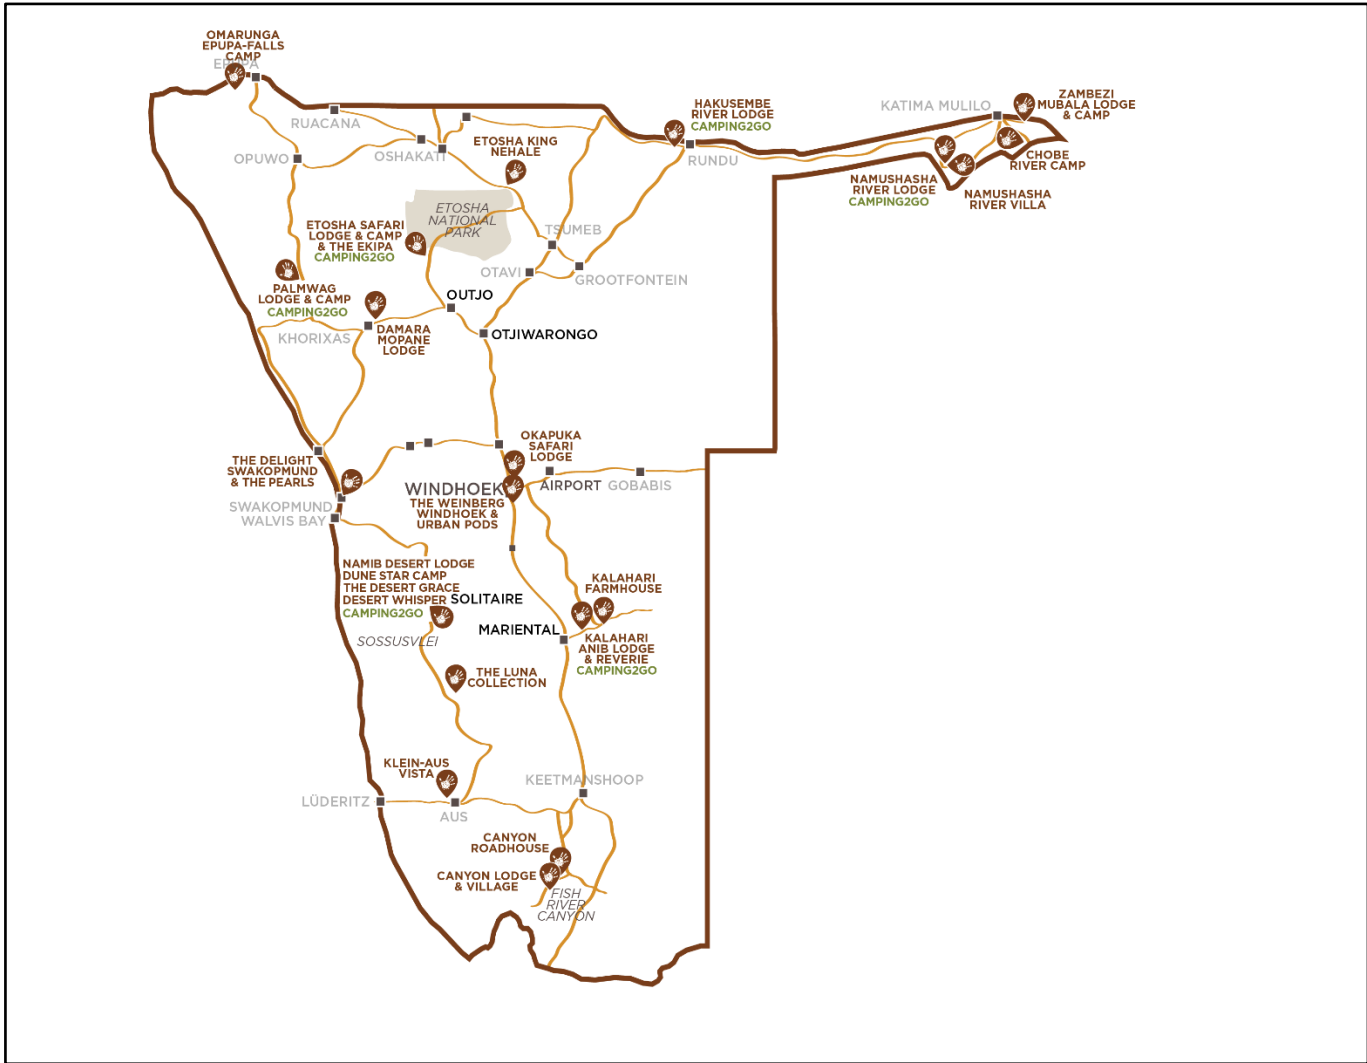 OMARUNGA
EPUPA-FALLS
CAMP
EPUPA
RUACANA
OPUWO
OSHAKATI
ETOSHA KING
NEHALE
HAKUSEMBE
RIVER LODGE
CAMPING2GO
RUNDU
KATIMA MULILO
ZAMBEZI
MUBALA LODGE
& CAMP
CHOBE
RIVER CAMP
NAMUSHASHA
RIVER LODGE
CAMPING2GO
NAMUSHASHA
RIVER VILLA
ETOSHA
NATIONAL
PARK
ETOSHA SAFARI
LODGE & CAMP
& THE EKIPA
CAMPING2GO
TSUMEB
OTAVI
GROOTFONTEIN
PALMWAG
LODGE & CAMP
CAMPING2GO
OUTJO
KHORIXAS
DAMARA
MOPANE
LODGE
OTJIWARONGO
THE DELIGHT
SWAKOPMUND
& THE PEARLS
SWAKOPMUND
WALVIS BAY
OKAPUKA
SAFARI
LODGE
WINDHOEK
THE WEINBERG
WINDHOEK &
URBAN PODS
AIRPORT
GOBABIS
NAMIB DESERT LODGE
DUNE STAR CAMP
THE DESERT GRACE
DESERT WHISPER
CAMPING2GO
SOLITAIRE
SOSSUSVLEI
KALAHARI
FARMHOUSE
MARIENTAL
KALAHARI
ANIB LODGE
& REVERIE
CAMPING2GO
THE LUNA
COLLECTION
KLEIN-AUS
VISTA
LÜDERITZ
AUS
KEETMANSHOOP
CANYON
ROADHOUSE
CANYON LODGE
& VILLAGE
FISH
RIVER
CANYON